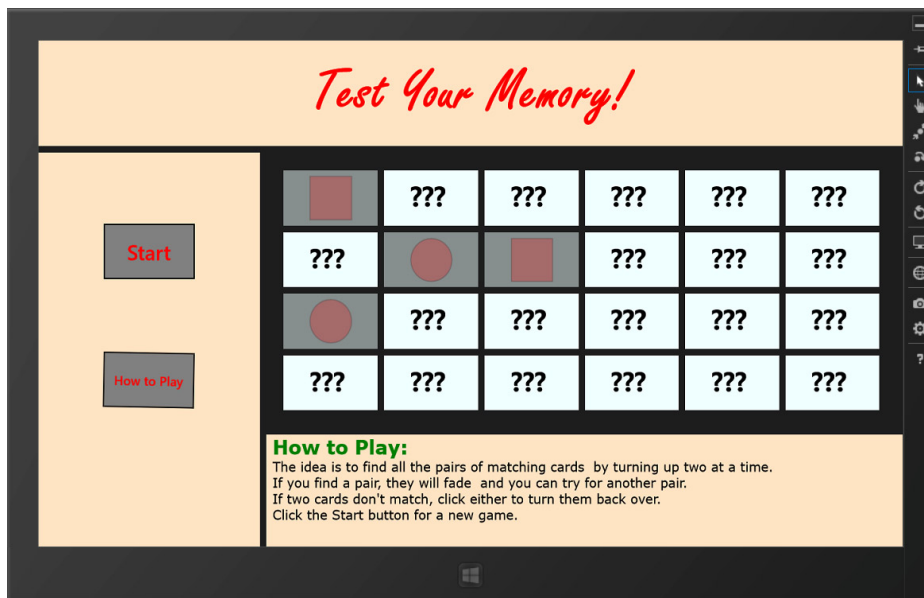 Test Your Memory!
Start
How to Play
??? ??? ??? ??? ???
??? ??? ??? ???
??? ??? ??? ??? ???
??? ??? ??? ??? ??? ???
How to Play:
The idea is to find all the pairs of matching cards  by turning up two at a time.
If you find a pair, they will fade  and you can try for another pair.
If two cards don't match, click either to turn them back over.
Click the Start button for a new game.
?